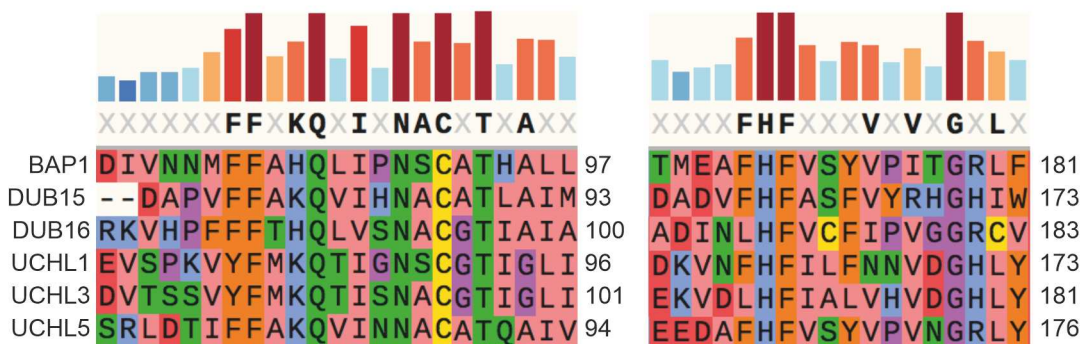 XXXXXXFFXKQXIXNACXTXAXX XXXXFHFXXXVXVXGXLX
BAP1 DIVNNMFFAHQLIPNSCATHALL 97 TMEAFHFVSYVPITGRLF 181
DUB15 --DAPVFFAKQVIHNACATLAIM 93 DADVFHFASFVYRHGHIW 173
DUB16 RKVHPFFFTHQLVSNACGTIAIA 100 ADINLHFVCFIPVGGRCV 183
UCHL1 EVSPKVYFMKQTIGNSCGTIGLI 96 DKVNFHFILFNNVDGHLY 173
UCHL3 DVTSSVYFMKQTISNACGTIGLI 101 EKVDLHFIALVHVDGHLY 181
UCHL5 SRLDTIFFAKQVINNACATQAIV 94 EEDAFHFVSYVPVNGRLY 176